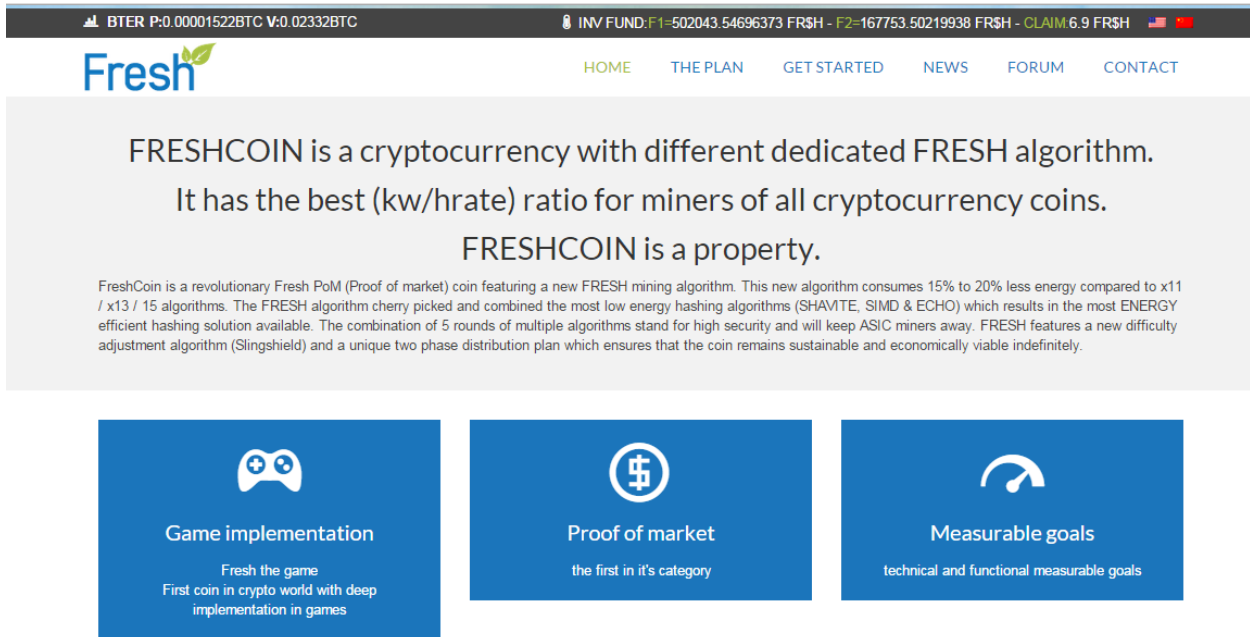 BTER P:0.00001522BTC V:0.02332BTC
INV FUND:F1=502043.54696373 FR$H - F2=167753.50219938 FR$H - CLAIM:6.9 FR$H
Fresh
HOME THE PLAN GET STARTED NEWS FORUM CONTACT
FRESHCOIN is a cryptocurrency with different dedicated FRESH algorithm.
It has the best (kw/hrate) ratio for miners of all cryptocurrency coins.
FRESHCOIN is a property.
FreshCoin is a revolutionary Fresh PoM (Proof of market) coin featuring a new FRESH mining algorithm. This new algorithm consumes 15% to 20% less energy compared to x11
/ x13 / 15 algorithms. The FRESH algorithm cherry picked and combined the most low energy hashing algorithms (SHAVITE, SIMD & ECHO) which results in the most ENERGY
efficient hashing solution available. The combination of 5 rounds of multiple algorithms stand for high security and will keep ASIC miners away. FRESH features a new difficulty
adjustment algorithm (Slingshield) and a unique two phase distribution plan which ensures that the coin remains sustainable and economically viable indefinitely.
Game implementation
Fresh the game
First coin in crypto world with deep
implementation in games
Proof of market
the first in it's category
Measurable goals
technical and functional measurable goals